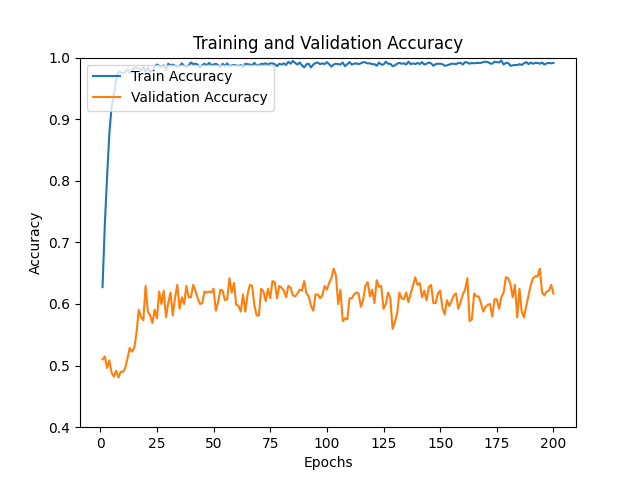 Training and Validation Accuracy
1.0
0.9
0.8
0.7
0.6
0.5
0.4
Accuracy
Train Accuracy
Validation Accuracy
0 25 50 75 100 125 150 175 200
Epochs